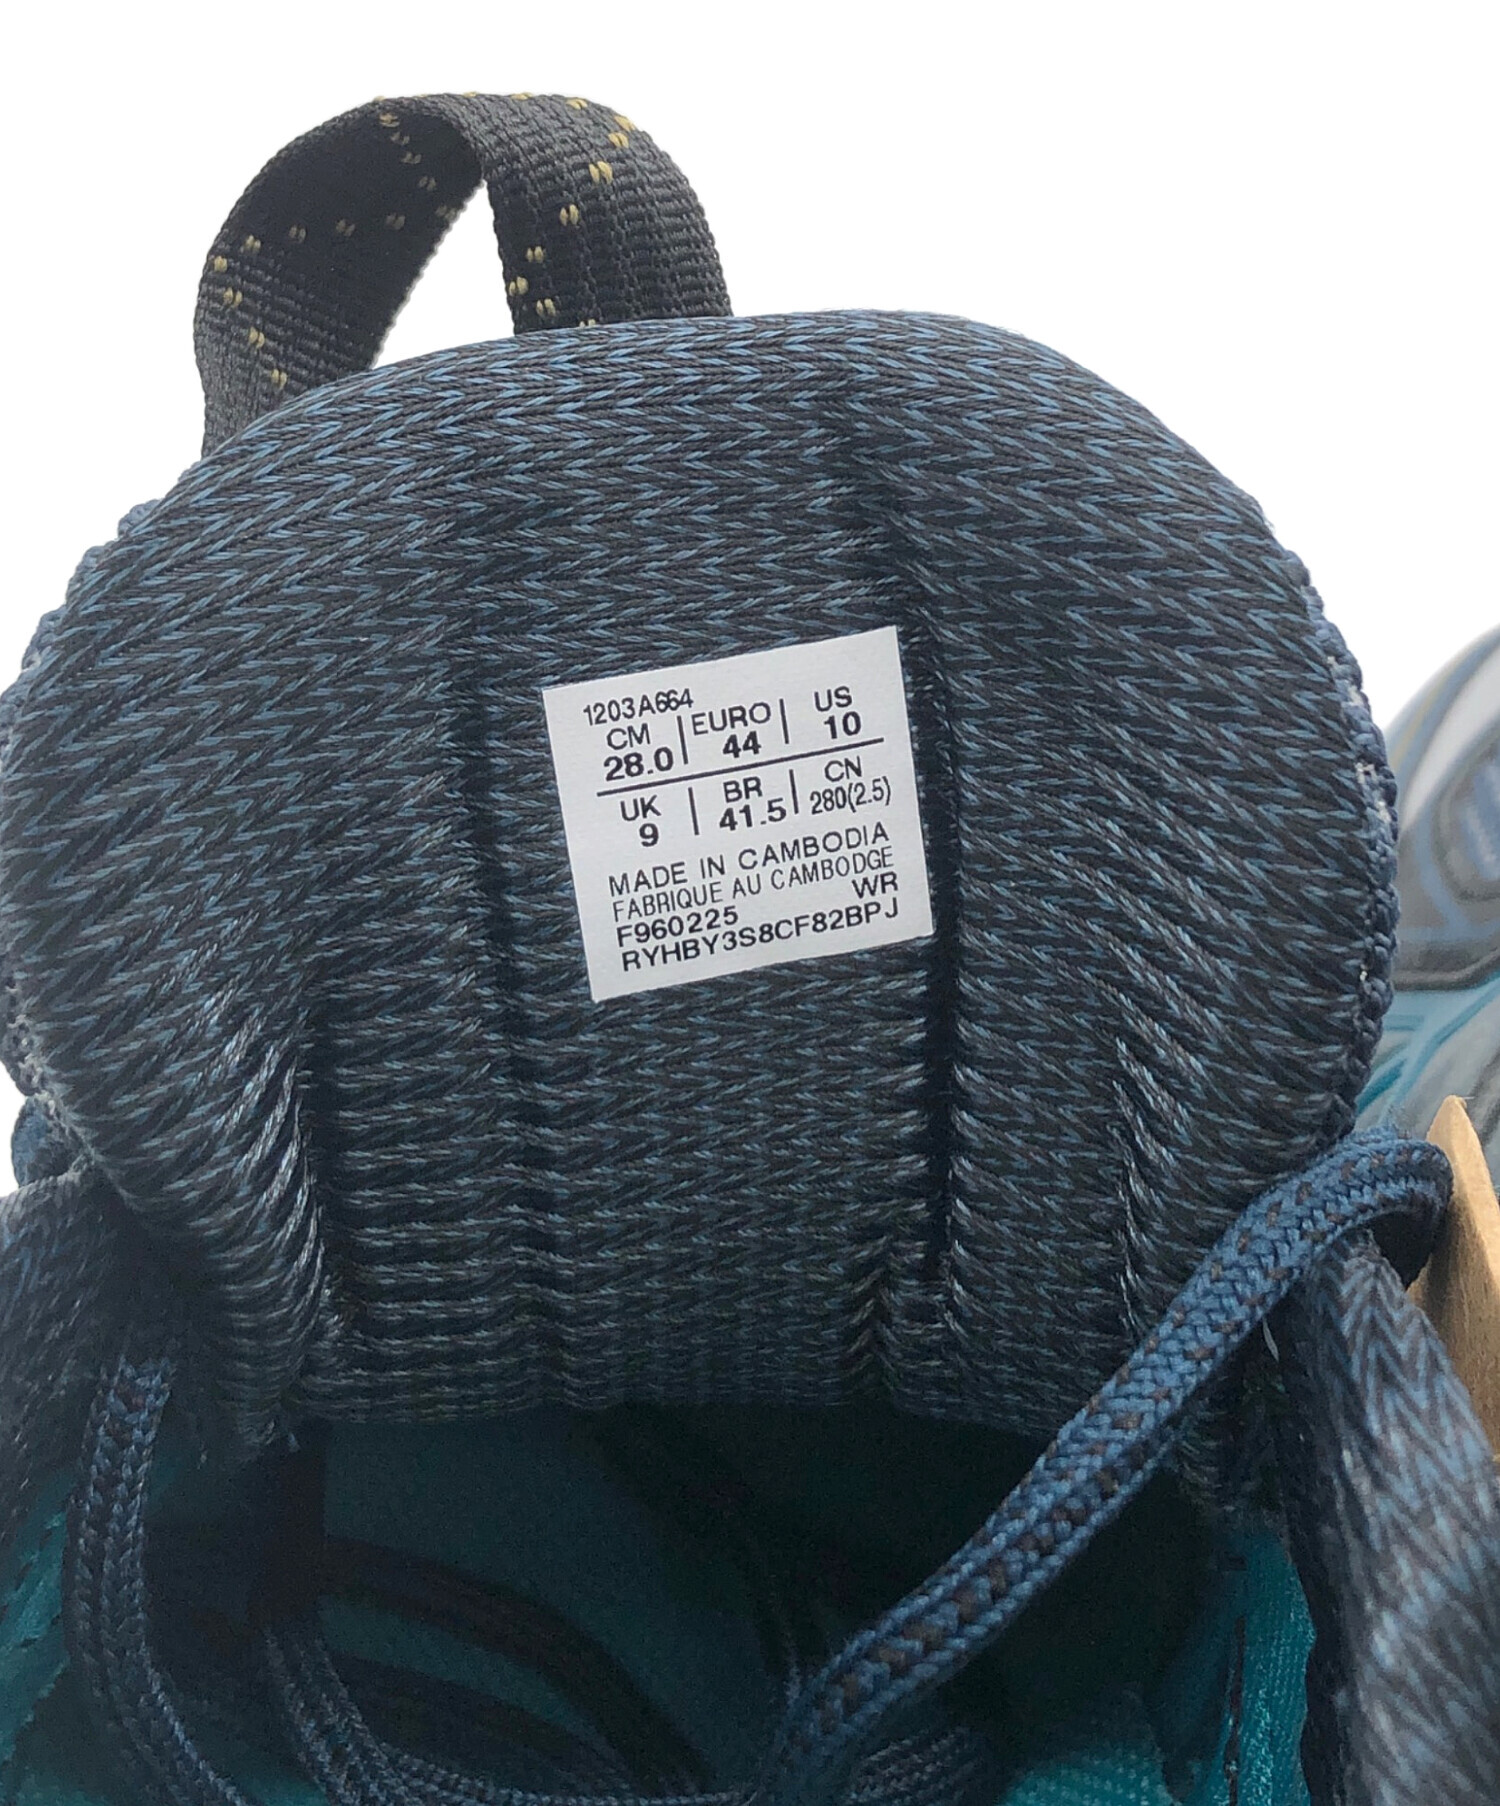 1203A664
CM | EURO | US
28.0 44 10
UK | BR | CN
9 41.5 280(2.5)
MADE IN CAMBODIA
FABRIQUE AU CAMBODGE
F960225 WR
RYHBY3S8CF82BPJ